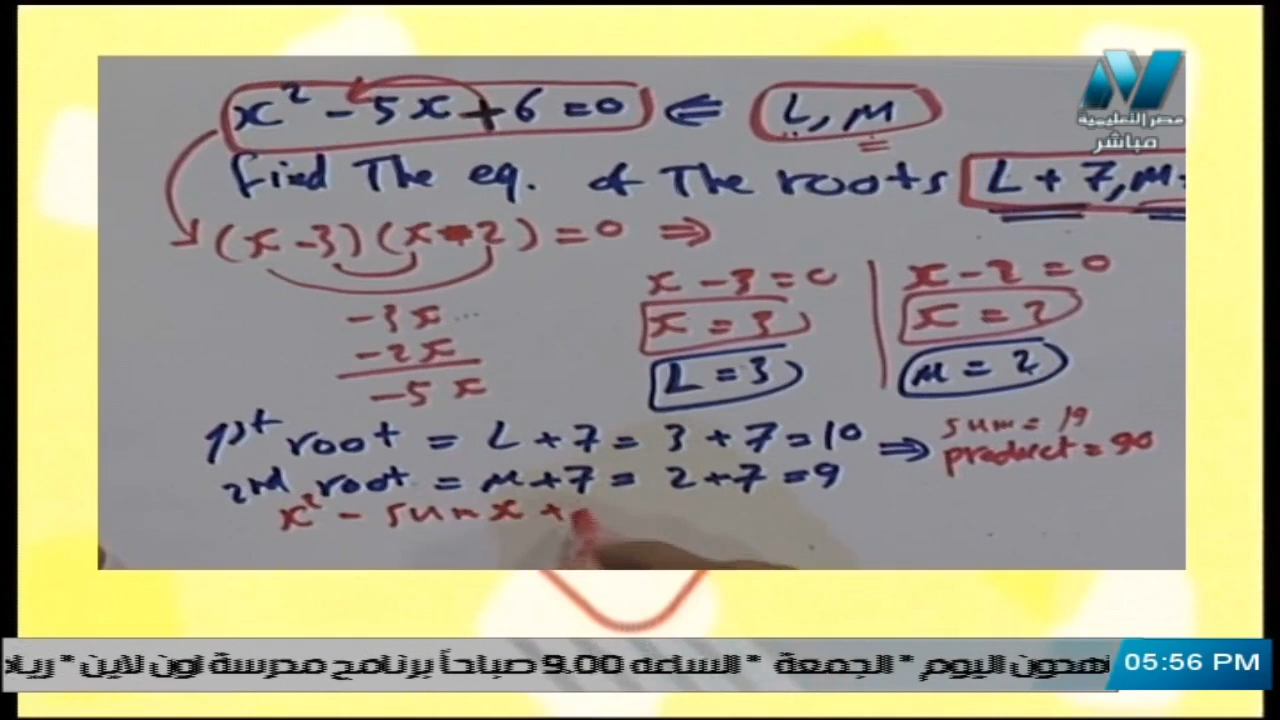 x² - 5x + 6 = 0 ⇐ L, M
مصر التعليمية
مباشر
Find The eq. of The roots L + 7, M
(x - 3)(x - 2) = 0 ⇒
x - 3 = 0
x - 2 = 0
-3x
x = 3
x = 2
-2x
L = 3
M = 2
-5x
1st root = L + 7 = 3 + 7 = 10 ⇒
sum = 19
product = 90
2nd root = M + 7 = 2 + 7 = 9
x² - sum x +
اهدون اليوم * الجمعة * الساعه 9.00 صباحاً برنامج مدرسة اون لاين *
05:56 PM